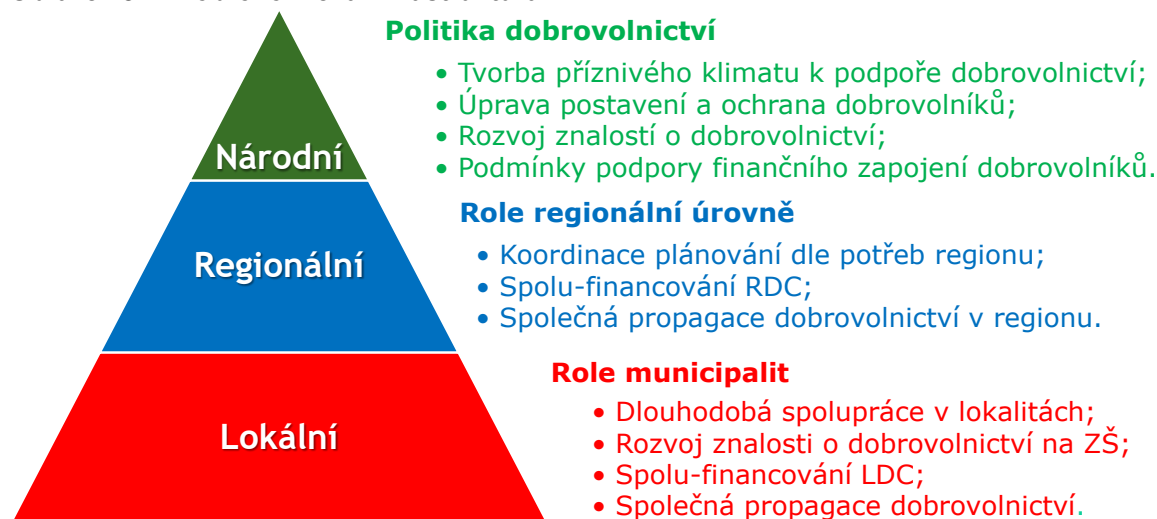 Politika dobrovolnictví
• Tvorba příznivého klimatu k podpoře dobrovolnictví;
• Úprava postavení a ochrana dobrovolníků;
• Rozvoj znalostí o dobrovolnictví;
• Podmínky podpory finančního zapojení dobrovolníků.
Národní
Role regionální úrovně
• Koordinace plánování dle potřeb regionu;
• Spolu-financování RDC;
• Společná propagace dobrovolnictví v regionu.
Regionální
Role municipalit
• Dlouhodobá spolupráce v lokalitách;
• Rozvoj znalosti o dobrovolnictví na ZŠ;
• Spolu-financování LDC;
• Společná propagace dobrovolnictví.
Lokální